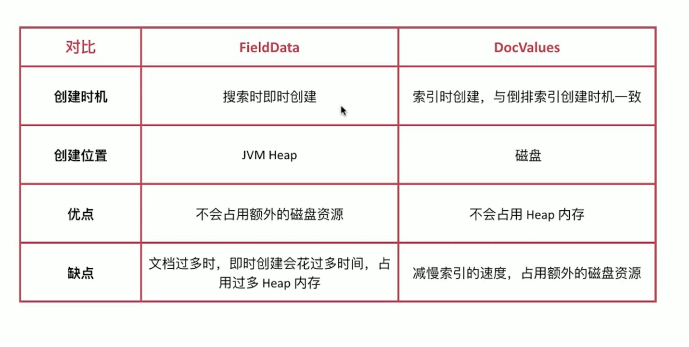 对比 FieldData DocValues
创建时机 搜索时即时创建 索引时创建，与倒排索引创建时机一致
创建位置 JVM Heap 磁盘
优点 不会占用额外的磁盘资源 不会占用 Heap 内存
缺点 文档过多时，即时创建会花过多时间，占
用过多 Heap 内存 减慢索引的速度，占用额外的磁盘资源